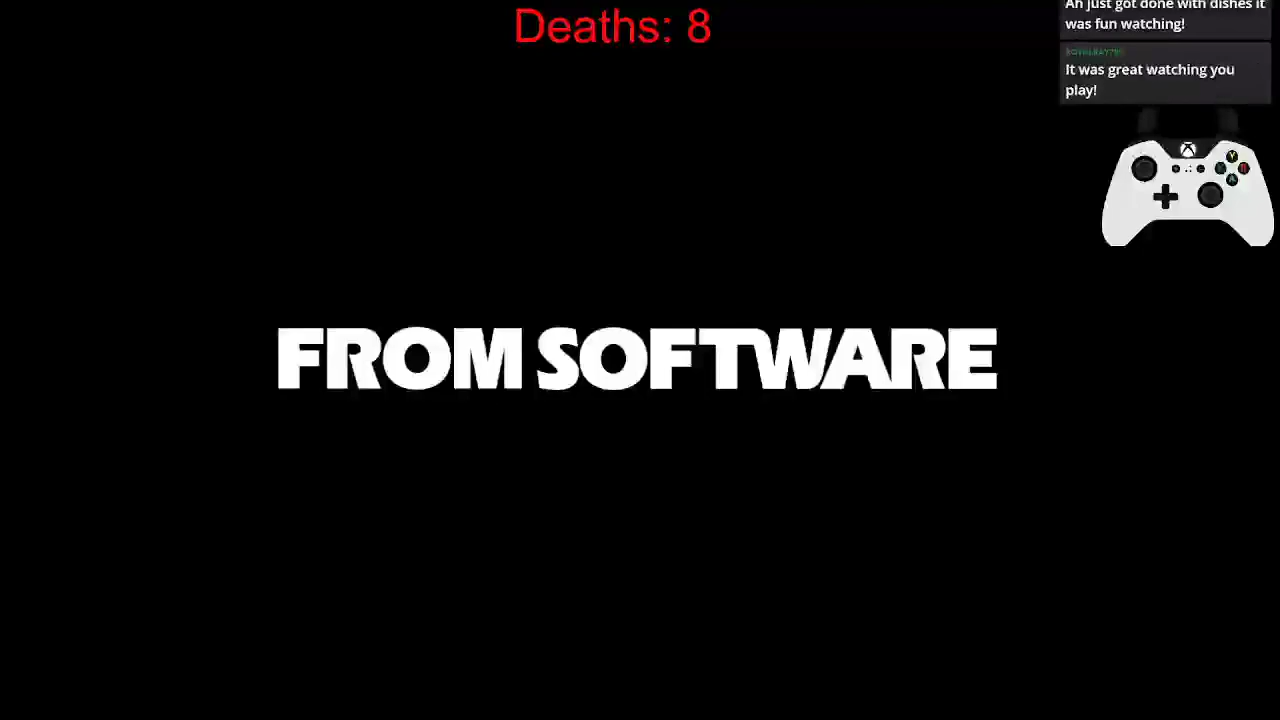 Deaths: 8
Ah just got done with dishes it
was fun watching!
It was great watching you
play!
FROM SOFTWARE